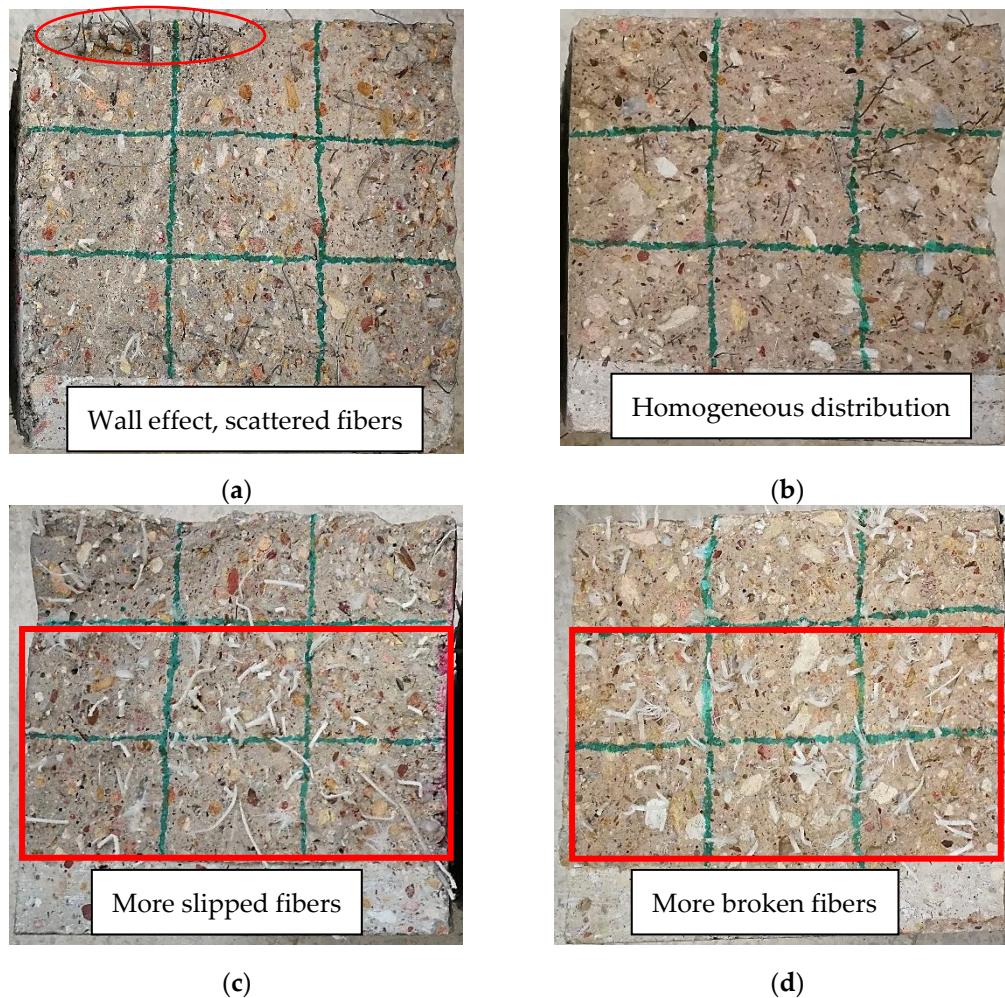 Wall effect, scattered fibers
Homogeneous distribution
(a)
(b)
More slipped fibers
More broken fibers
(c)
(d)